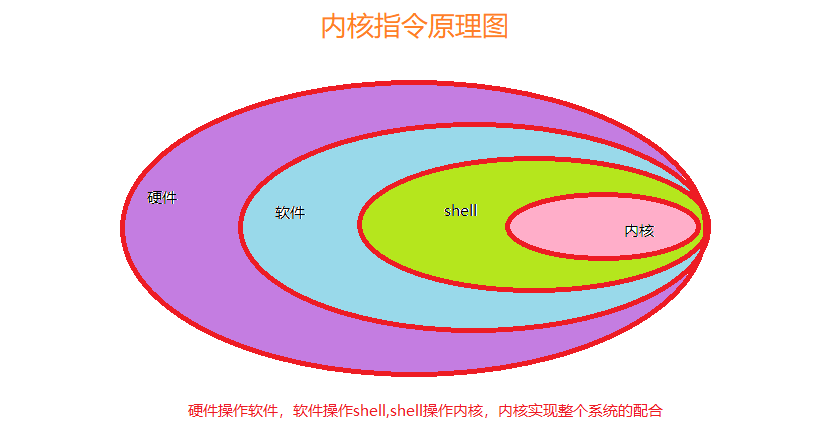 内核指令原理图
硬件
软件
shell
内核
硬件操作软件，软件操作shell,shell操作内核，内核实现整个系统的配合